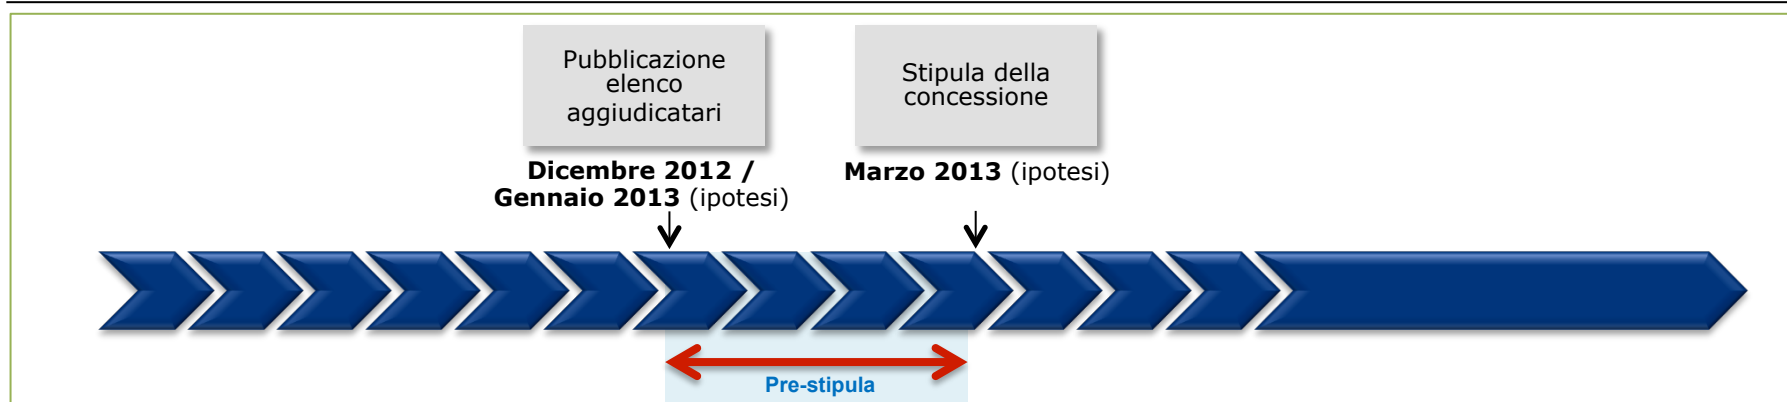 Pubblicazione
elenco
aggiudicatari
Stipula della
concessione
Dicembre 2012 /
Gennaio 2013 (ipotesi)
Marzo 2013 (ipotesi)
Pre-stipula